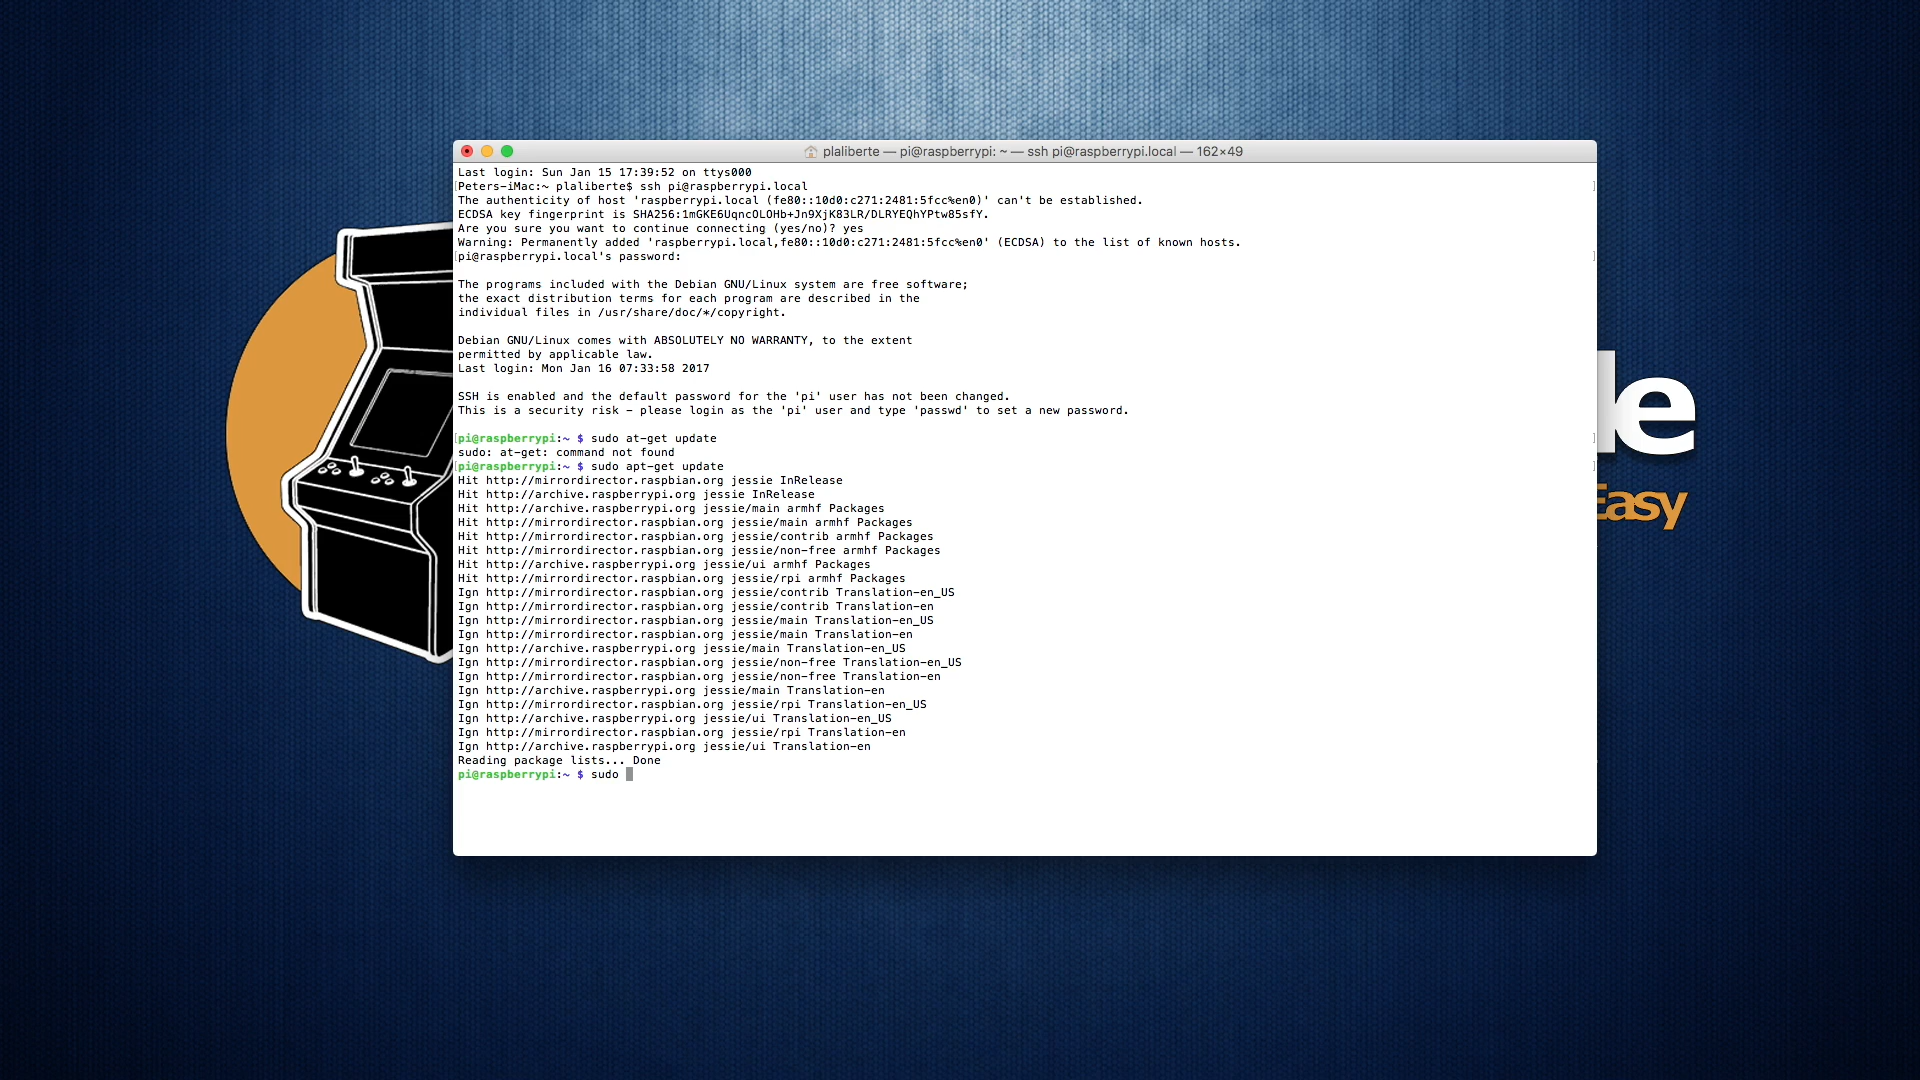 plaliberte — pi@raspberrypi: ~ — ssh pi@raspberrypi.local — 162×49
Last login: Sun Jan 15 17:39:52 on ttys000
[Peters-iMac:~ plaliberte$ ssh pi@raspberrypi.local ]
The authenticity of host 'raspberrypi.local (fe80::10d0:c271:2481:5fcc%en0)' can't be established.
ECDSA key fingerprint is SHA256:1mGKE6UqncOLOHb+Jn9XjK83LR/DLRYEQhYPtw85sfY.
Are you sure you want to continue connecting (yes/no)? yes
Warning: Permanently added 'raspberrypi.local,fe80::10d0:c271:2481:5fcc%en0' (ECDSA) to the list of known hosts.
[pi@raspberrypi.local's password: ]
The programs included with the Debian GNU/Linux system are free software;
the exact distribution terms for each program are described in the
individual files in /usr/share/doc/*/copyright.
Debian GNU/Linux comes with ABSOLUTELY NO WARRANTY, to the extent
permitted by applicable law.
Last login: Mon Jan 16 07:33:58 2017
SSH is enabled and the default password for the 'pi' user has not been changed.
This is a security risk - please login as the 'pi' user and type 'passwd' to set a new password.
[pi@raspberrypi:~ $ sudo at-get update ]
sudo: at-get: command not found
[pi@raspberrypi:~ $ sudo apt-get update ]
Hit http://mirrordirector.raspbian.org jessie InRelease
Hit http://archive.raspberrypi.org jessie InRelease
Hit http://archive.raspberrypi.org jessie/main armhf Packages
Hit http://mirrordirector.raspbian.org jessie/main armhf Packages
Hit http://mirrordirector.raspbian.org jessie/contrib armhf Packages
Hit http://mirrordirector.raspbian.org jessie/non-free armhf Packages
Hit http://archive.raspberrypi.org jessie/ui armhf Packages
Hit http://mirrordirector.raspbian.org jessie/rpi armhf Packages
Ign http://mirrordirector.raspbian.org jessie/contrib Translation-en_US
Ign http://mirrordirector.raspbian.org jessie/contrib Translation-en
Ign http://mirrordirector.raspbian.org jessie/main Translation-en_US
Ign http://mirrordirector.raspbian.org jessie/main Translation-en
Ign http://archive.raspberrypi.org jessie/main Translation-en_US
Ign http://mirrordirector.raspbian.org jessie/non-free Translation-en_US
Ign http://mirrordirector.raspbian.org jessie/non-free Translation-en
Ign http://archive.raspberrypi.org jessie/main Translation-en
Ign http://mirrordirector.raspbian.org jessie/rpi Translation-en_US
Ign http://archive.raspberrypi.org jessie/ui Translation-en_US
Ign http://mirrordirector.raspbian.org jessie/rpi Translation-en
Ign http://archive.raspberrypi.org jessie/ui Translation-en
Reading package lists... Done
pi@raspberrypi:~ $ sudo
Easy